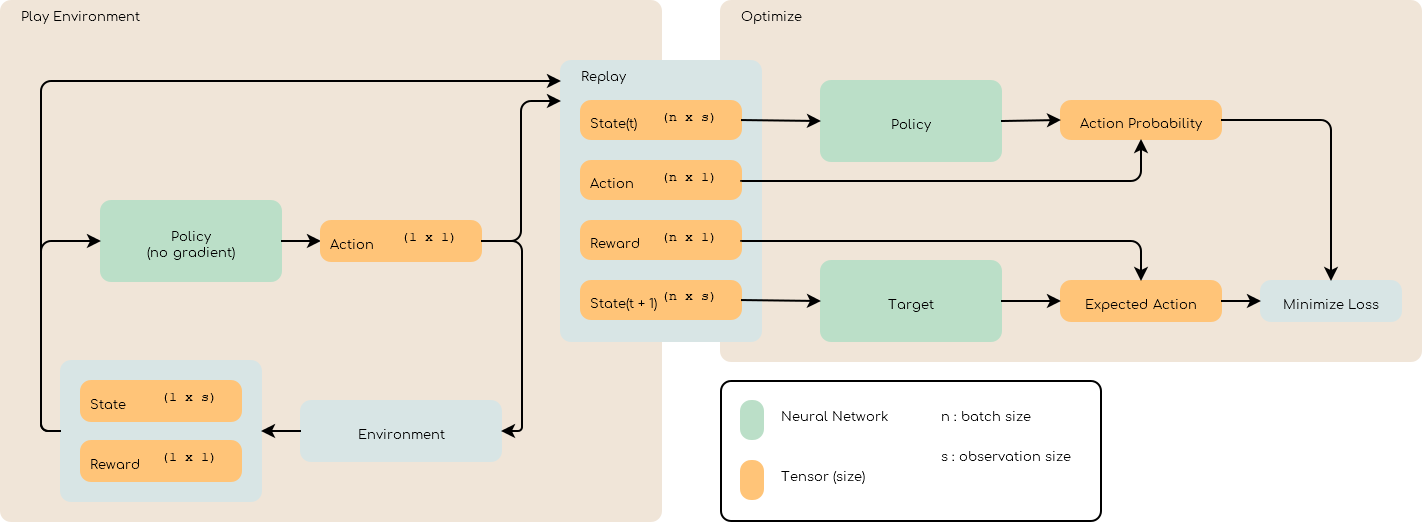 Play Environment
Policy
(no gradient)
Action (1 x 1)
State (1 x s)
Reward (1 x 1)
Environment
Replay
State(t) (n x s)
Action (n x 1)
Reward (n x 1)
State(t + 1) (n x s)
Optimize
Policy
Action Probability
Target
Expected Action
Minimize Loss
Neural Network
n : batch size
s : observation size
Tensor (size)